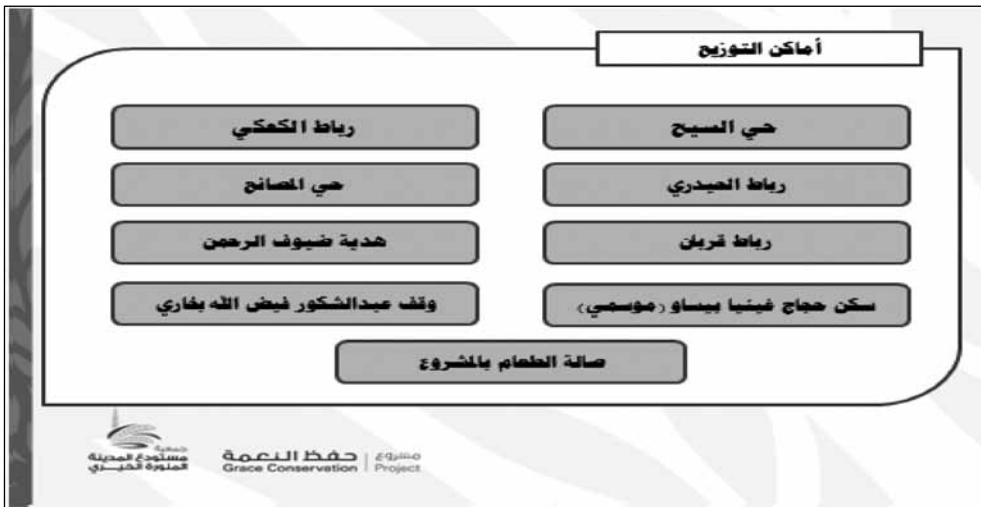 أماكن التوزيع
حي السيح
رباط الكعكي
رباط الحيدري
حي المصانع
رباط قربان
هدية ضيوف الرحمن
سكن حجاج غينيا بيساو (موسمي)
وقف عبدالشكور فيض الله بخاري
صالة الطعام بالمشروع
جمعية
مستودع المدينة
المنورة الخيري
مشروع | حفظ النعمة
Grace Conservation | Project